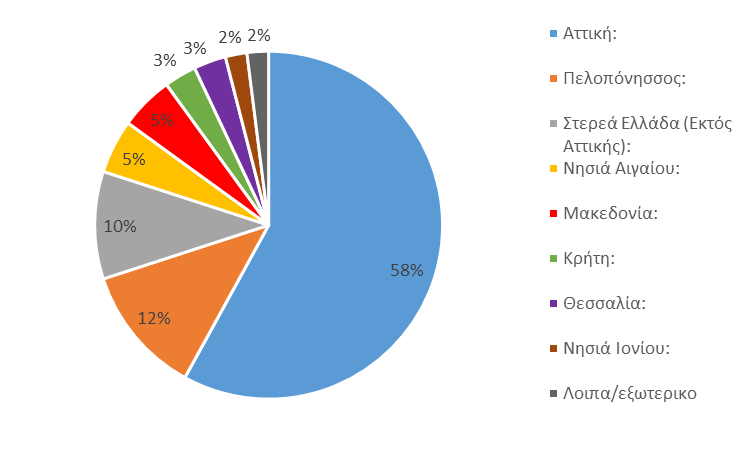 2%
2%
3%
3%
5%
5%
10%
12%
58%
Αττική:
Πελοπόνησσος:
Στερεά Ελλάδα (Εκτός
Αττικής):
Νησιά Αιγαίου:
Μακεδονία:
Κρήτη:
Θεσσαλία:
Νησιά Ιονίου:
Λοιπα/εξωτερικο